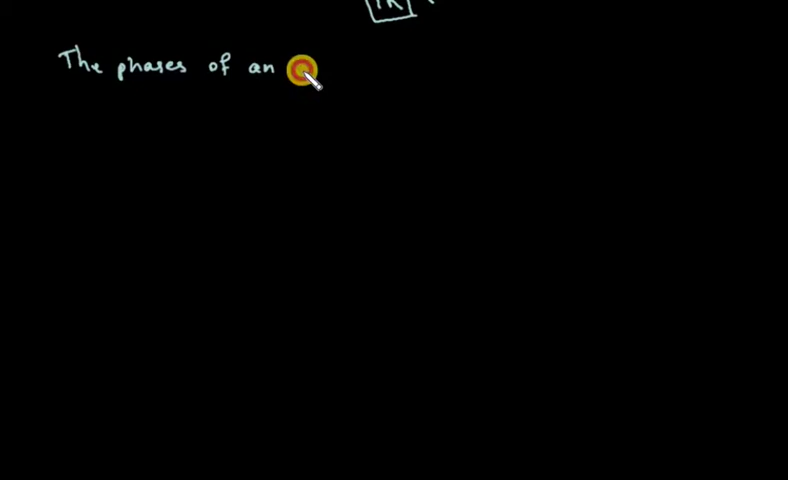 The phases of an